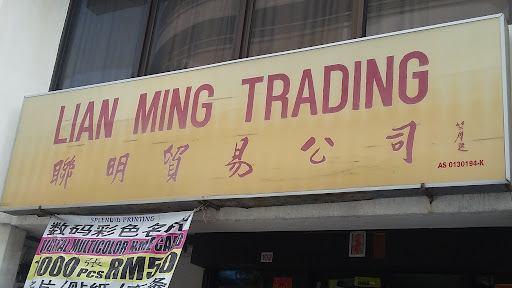 LIAN MING TRADING
聯明貿易公司
AS 0130194-K
SPLENDID PRINTING
数码彩色名片
DIGITAL MULTICOLOR NAME CARD
1000 Pcs RM50